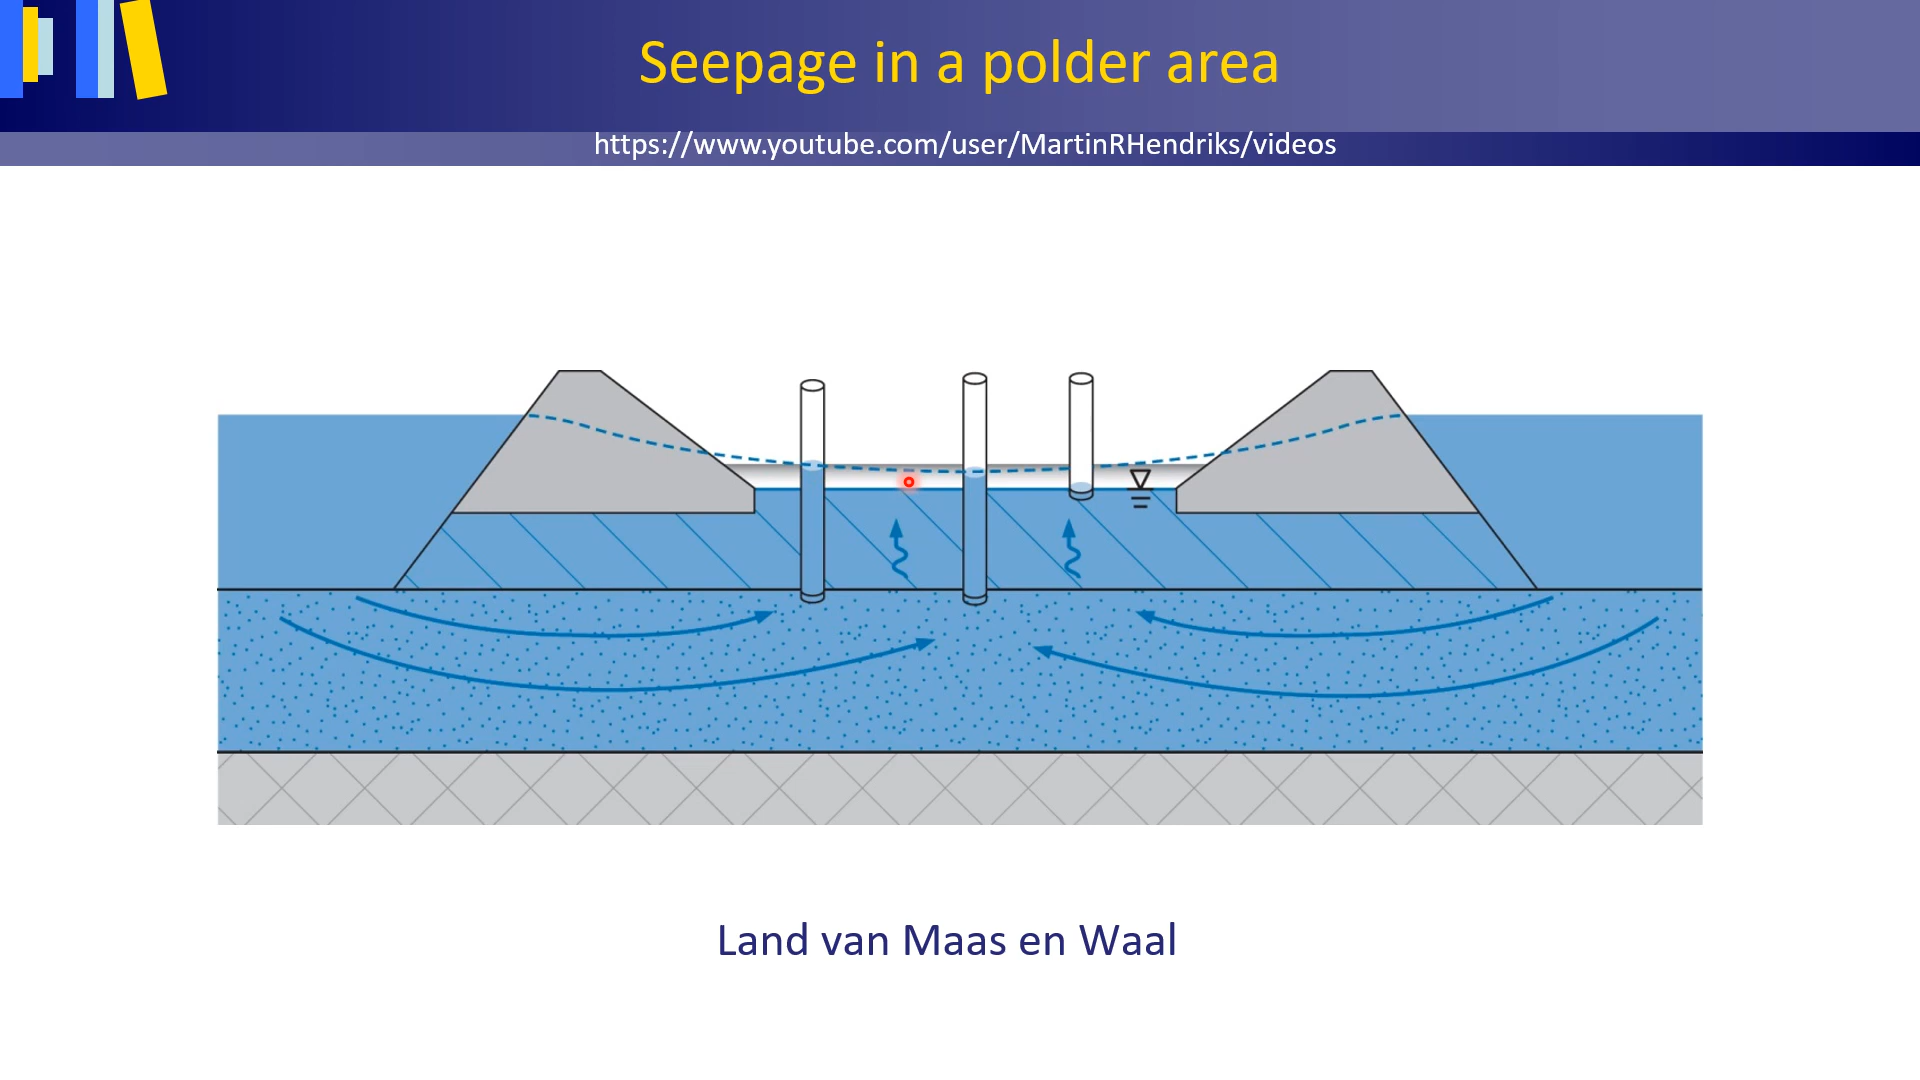 Seepage in a polder area
https://www.youtube.com/user/MartinRHendriks/videos
Land van Maas en Waal